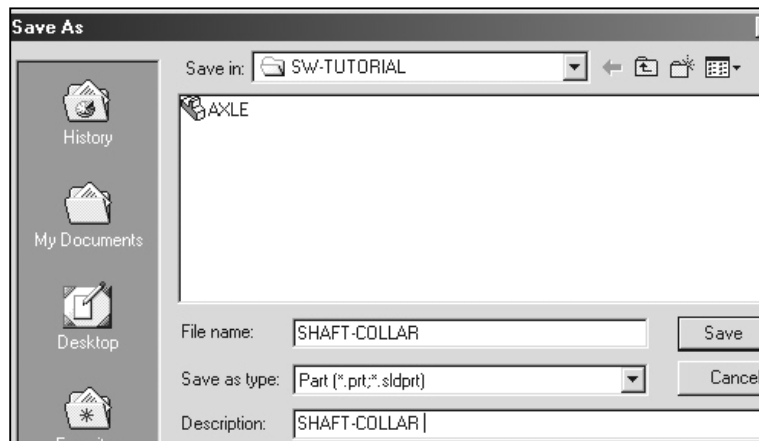 Save As
Save in: SW-TUTORIAL
AXLE
History
My Documents
Desktop
File name: SHAFT-COLLAR
Save
Save as type: Part (*.prt;*.sldprt)
Cancel
Description: SHAFT-COLLAR